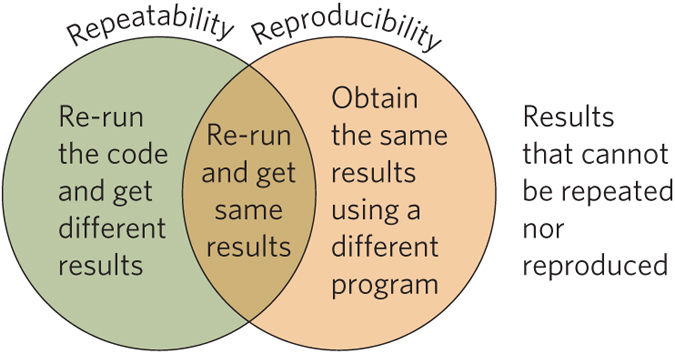 Repeatability
Reproducibility
Re-run
the code
and get
different
results
Re-run
and get
same
results
Obtain
the same
results
using a
different
program
Results
that cannot
be repeated
nor
reproduced